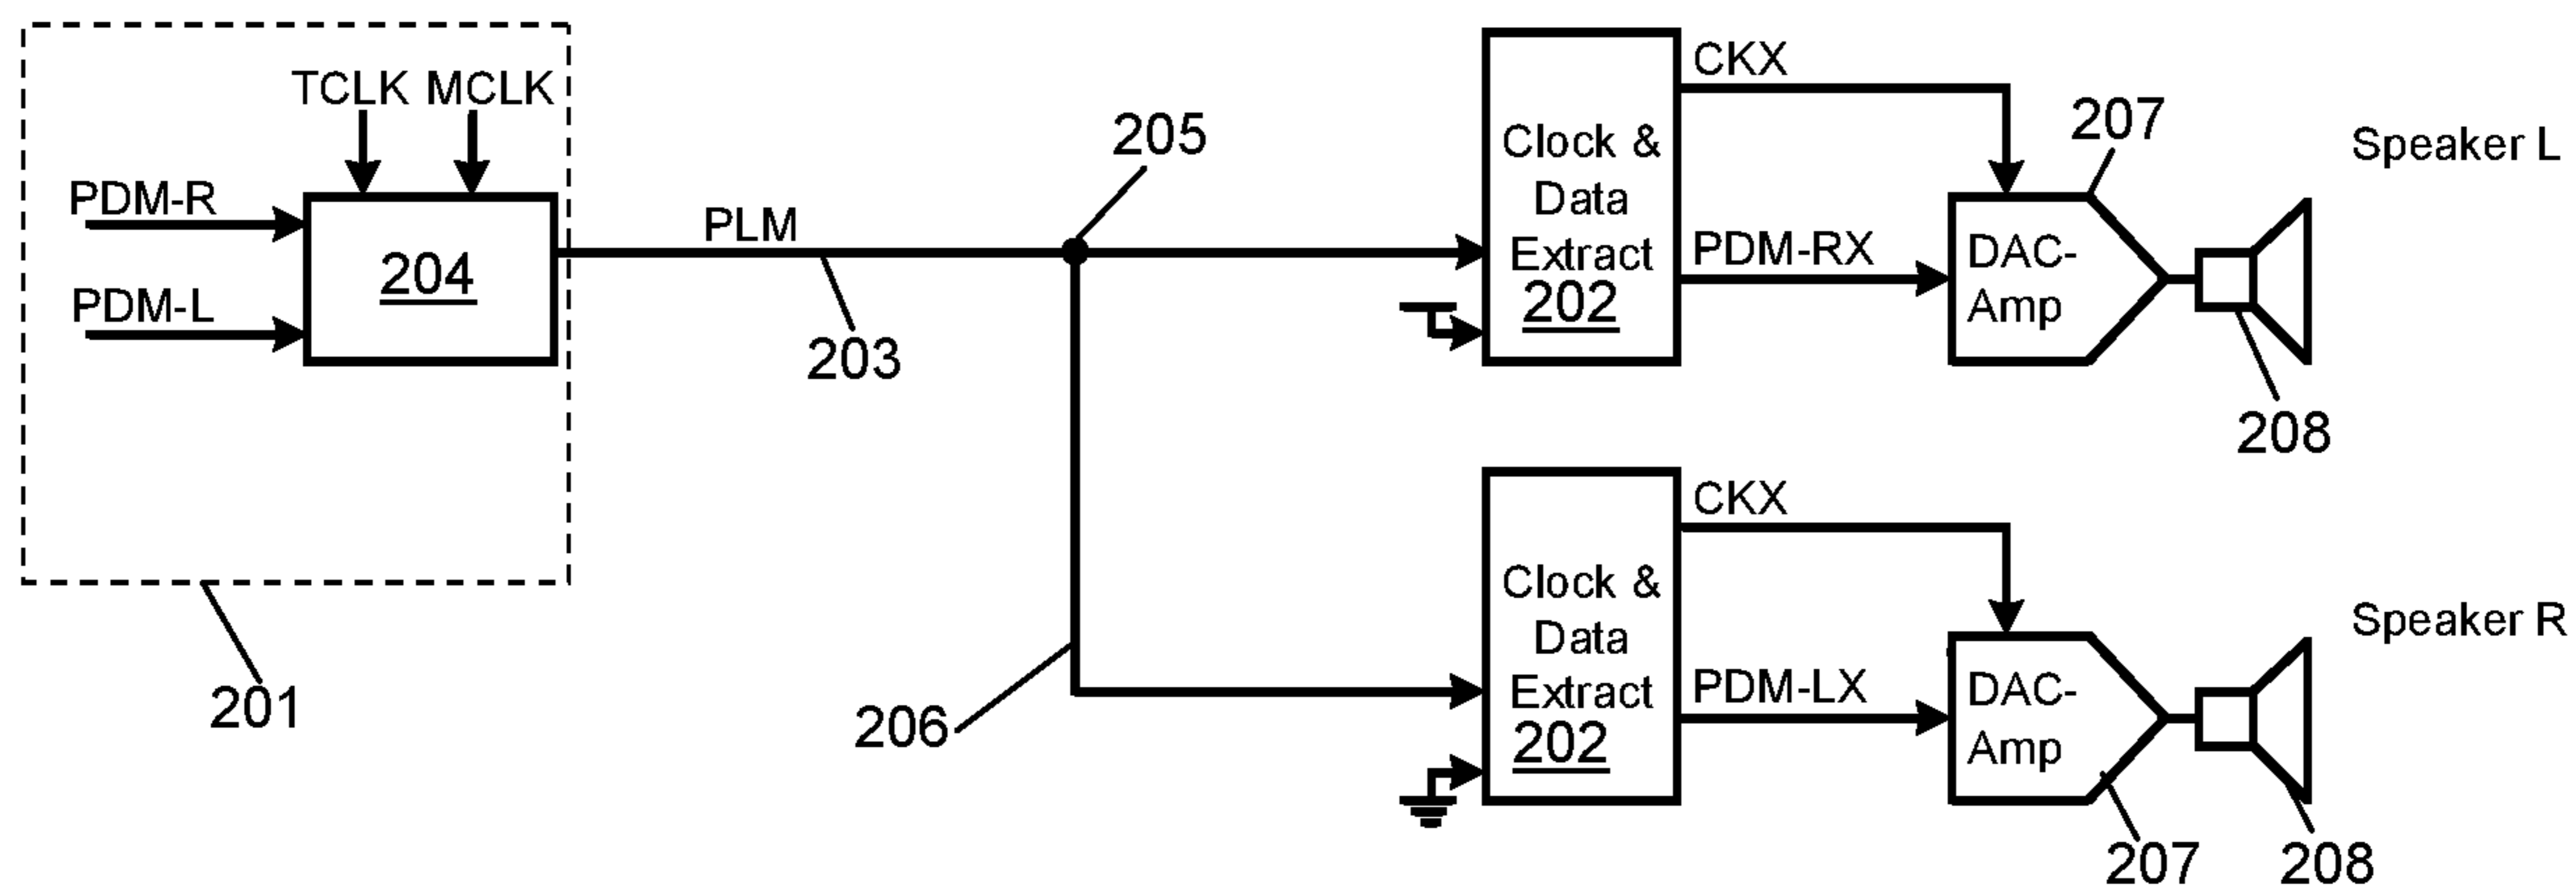 TCLK MCLK
PDM-R
PDM-L
204
201
PLM
203
205
206
Clock &
Data
Extract
202
CKX
PDM-RX
207
DAC-
Amp
208
Speaker L
Clock &
Data
Extract
202
CKX
PDM-LX
DAC-
Amp
207
208
Speaker R